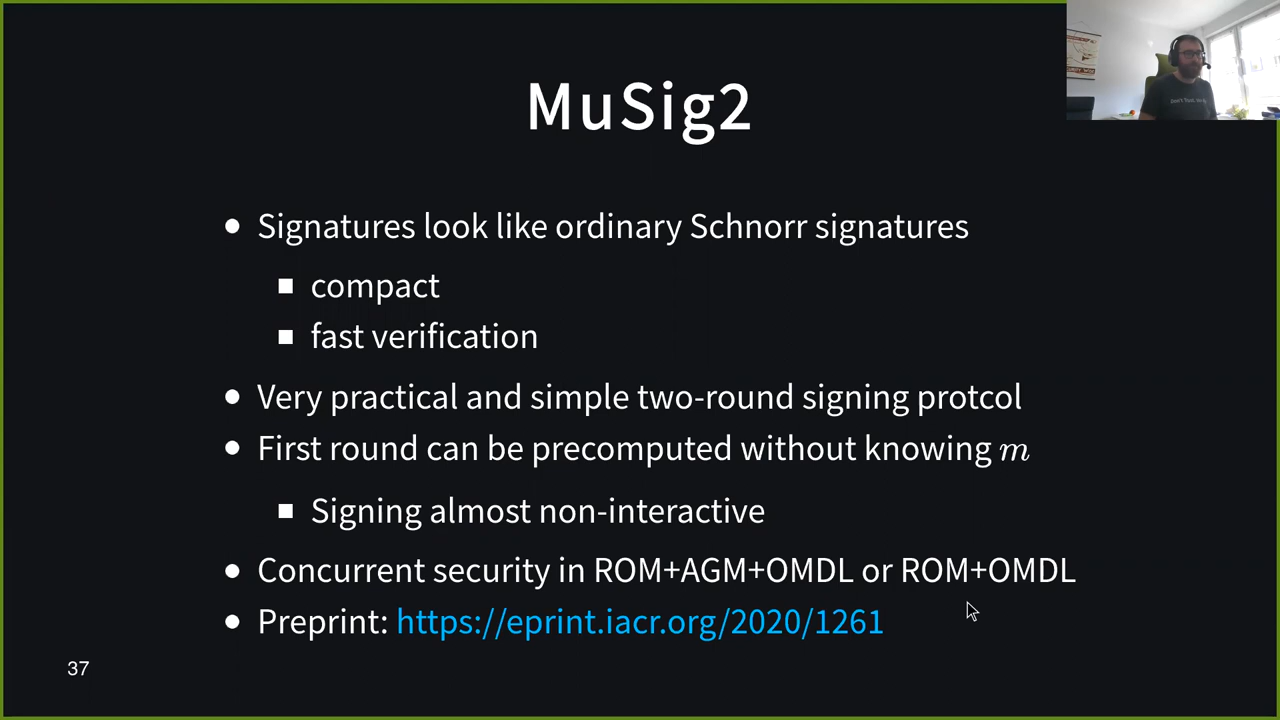 MuSig2
• Signatures look like ordinary Schnorr signatures
▪ compact
▪ fast verification
• Very practical and simple two-round signing protcol
• First round can be precomputed without knowing m
▪ Signing almost non-interactive
• Concurrent security in ROM+AGM+OMDL or ROM+OMDL
• Preprint: https://eprint.iacr.org/2020/1261
37